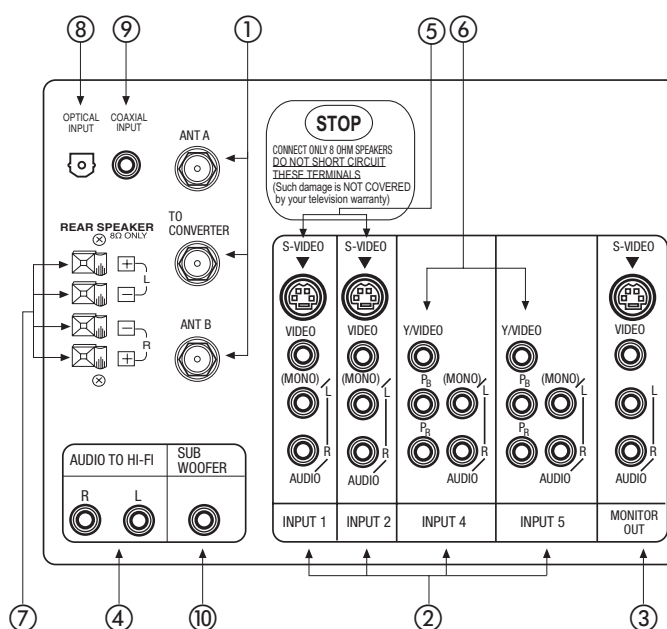 ⑧ ⑨ ① ⑤ ⑥
OPTICAL
INPUT
COAXIAL
INPUT
ANT A
STOP
CONNECT ONLY 8 OHM SPEAKERS
DO NOT SHORT CIRCUIT
THESE TERMINALS
(Such damage is NOT COVERED
by your television warranty)
REAR SPEAKER
8Ω ONLY
+
−
L
−
+
R
TO
CONVERTER
ANT B
S-VIDEO
VIDEO
(MONO)
L
R
AUDIO
INPUT 1
S-VIDEO
VIDEO
(MONO)
L
R
AUDIO
INPUT 2
Y/VIDEO
PB
(MONO)
L
PR
R
AUDIO
INPUT 4
Y/VIDEO
PB
(MONO)
L
PR
R
AUDIO
INPUT 5
S-VIDEO
VIDEO
L
R
AUDIO
MONITOR
OUT
AUDIO TO HI-FI
R L
SUB
WOOFER
⑦ ④ ⑩ ② ③